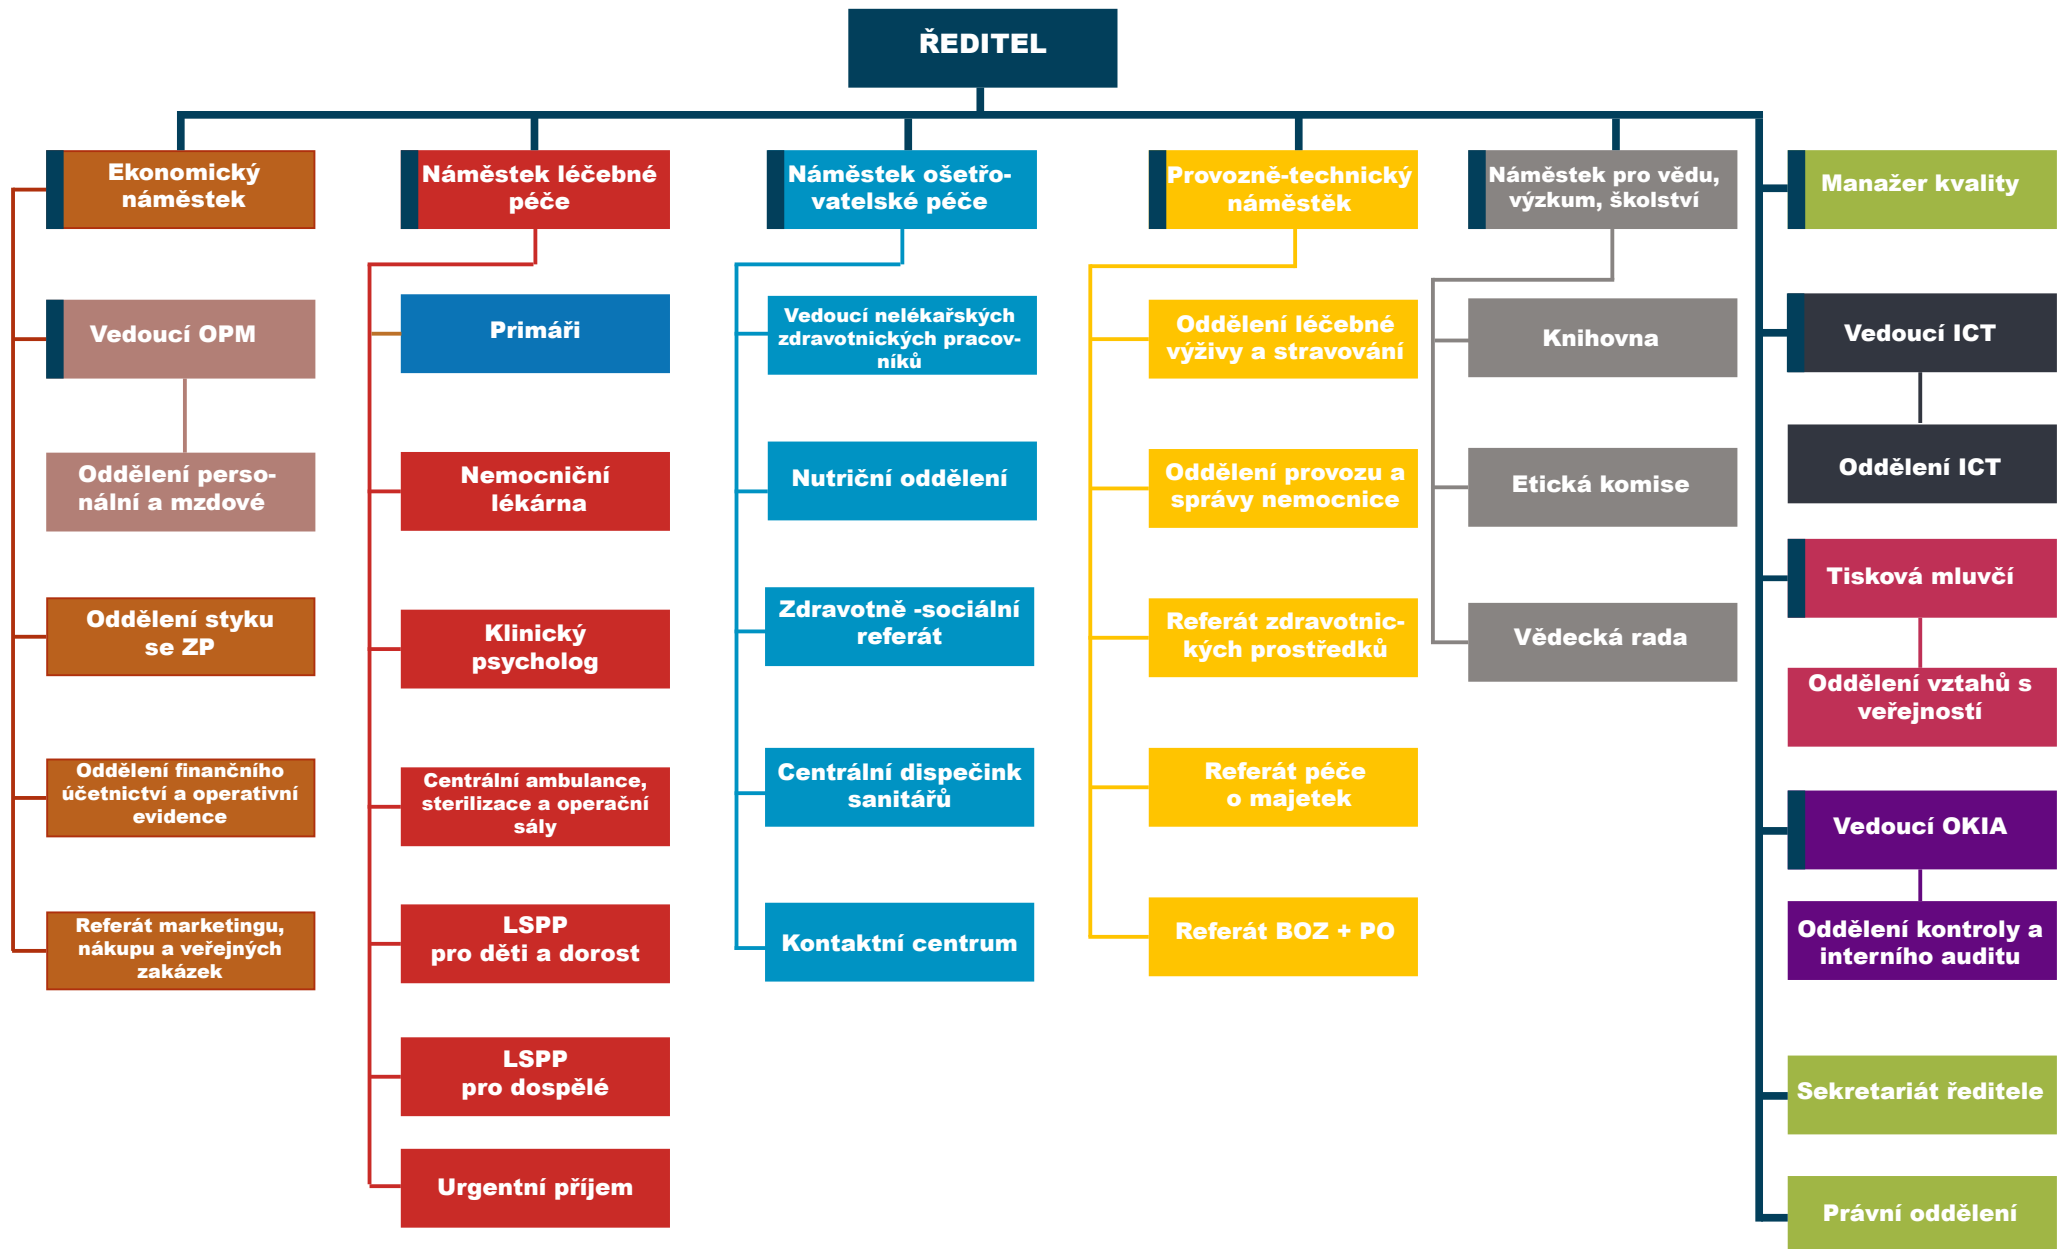 ŘEDITEL
Ekonomický
náměstek
Náměstek léčebné
péče
Náměstek ošetřo-
vatelské péče
Provozně-technický
náměstěk
Náměstek pro vědu,
výzkum, školství
Manažer kvality
Vedoucí OPM
Oddělení perso-
nální a mzdové
Oddělení styku
se ZP
Oddělení finančního
účetnictví a operativní
evidence
Referát marketingu,
nákupu a veřejných
zakázek
Primáři
Nemocniční
lékárna
Klinický
psycholog
Centrální ambulance,
sterilizace a operační
sály
LSPP
pro děti a dorost
LSPP
pro dospělé
Urgentní příjem
Vedoucí nelékařských
zdravotnických pracov-
níků
Nutriční oddělení
Zdravotně -sociální
referát
Centrální dispečink
sanitářů
Kontaktní centrum
Oddělení léčebné
výživy a stravování
Oddělení provozu a
správy nemocnice
Referát zdravotnic-
kých prostředků
Referát péče
o majetek
Referát BOZ + PO
Knihovna
Etická komise
Vědecká rada
Vedoucí ICT
Oddělení ICT
Tisková mluvčí
Oddělení vztahů s
veřejností
Vedoucí OKIA
Oddělení kontroly a
interního auditu
Sekretariát ředitele
Právní oddělení